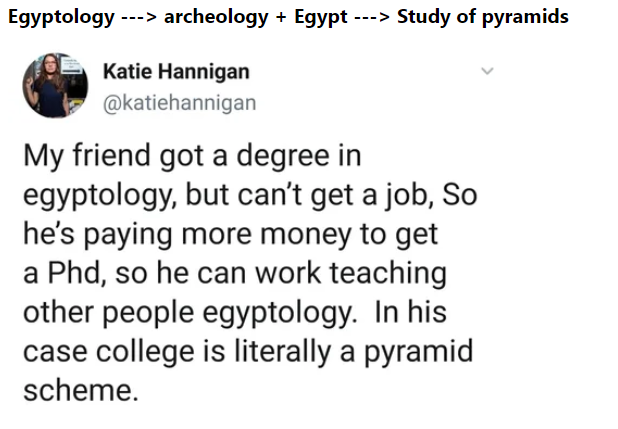 Egyptology ---> archeology + Egypt ---> Study of pyramids
Katie Hannigan
@katiehannigan
My friend got a degree in
egyptology, but can’t get a job, So
he’s paying more money to get
a Phd, so he can work teaching
other people egyptology.  In his
case college is literally a pyramid
scheme.